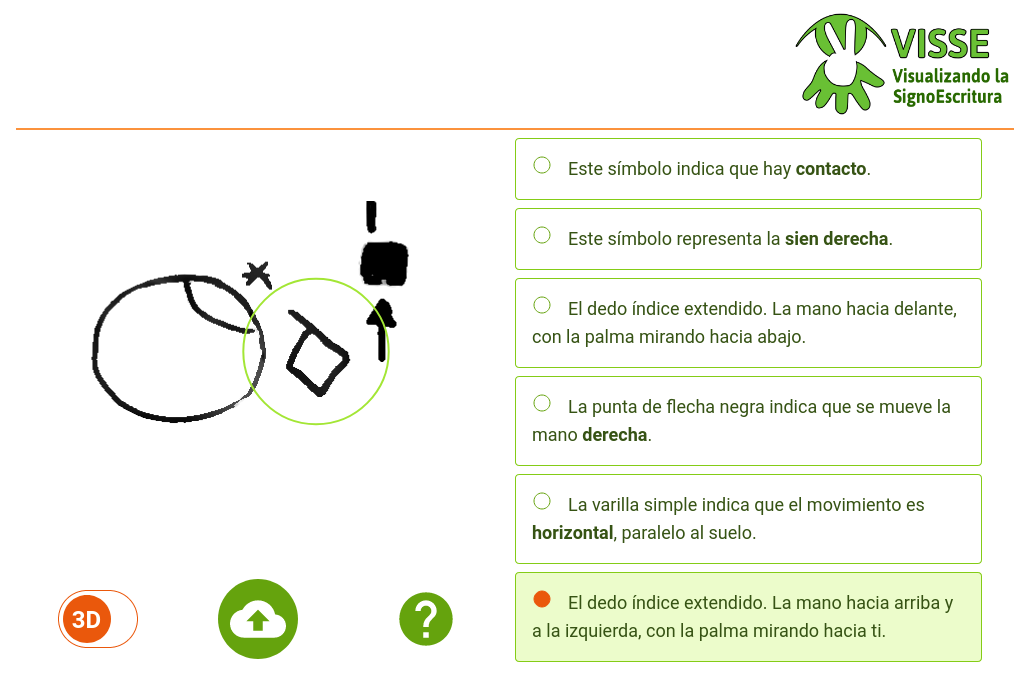 VISSE
Visualizando la
SignoEscritura
Este símbolo indica que hay contacto.
Este símbolo representa la sien derecha.
El dedo índice extendido. La mano hacia delante,
con la palma mirando hacia abajo.
La punta de flecha negra indica que se mueve la
mano derecha.
La varilla simple indica que el movimiento es
horizontal, paralelo al suelo.
El dedo índice extendido. La mano hacia arriba y
a la izquierda, con la palma mirando hacia ti.
3D
?